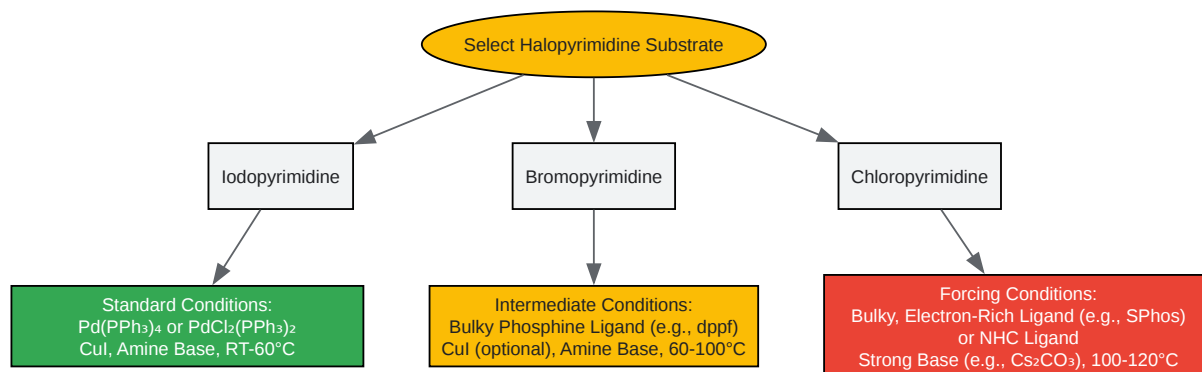 Select Halopyrimidine Substrate
Iodopyrimidine
Bromopyrimidine
Chloropyrimidine
Standard Conditions:
Pd(PPh₃)₄ or PdCl₂(PPh₃)₂
CuI, Amine Base, RT-60°C
Intermediate Conditions:
Bulky Phosphine Ligand (e.g., dppf)
CuI (optional), Amine Base, 60-100°C
Forcing Conditions:
Bulky, Electron-Rich Ligand (e.g., SPhos)
or NHC Ligand
Strong Base (e.g., Cs₂CO₃), 100-120°C